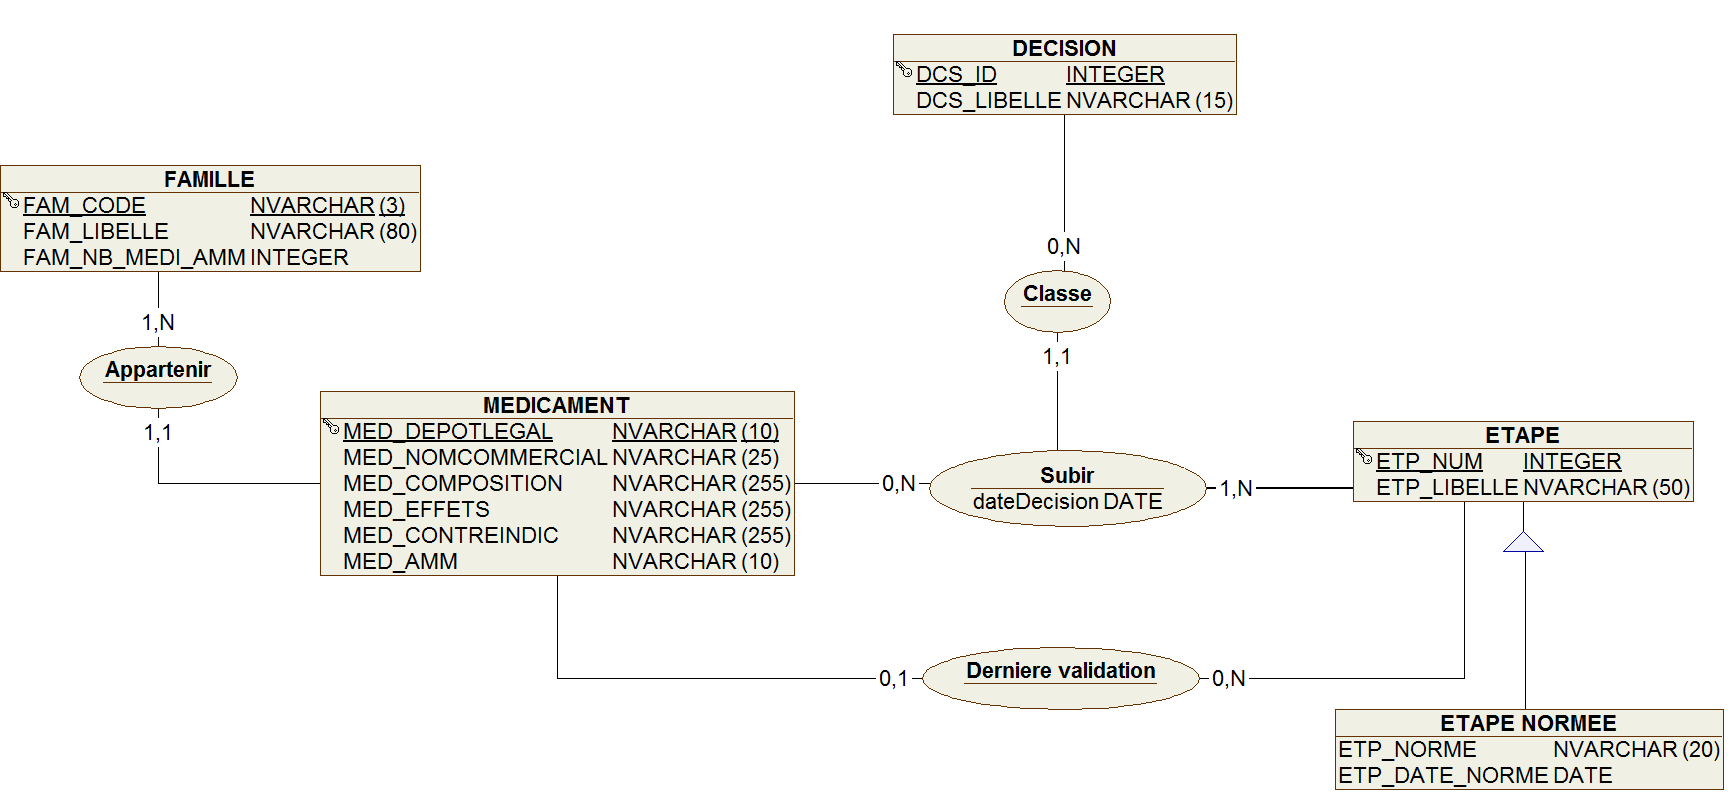 DECISION
DCS_ID INTEGER
DCS_LIBELLE NVARCHAR (15)
FAMILLE
FAM_CODE NVARCHAR (3)
FAM_LIBELLE NVARCHAR (80)
FAM_NB_MEDI_AMM INTEGER
0,N
Classe
1,1
1,N
Appartenir
1,1
MEDICAMENT
MED_DEPOTLEGAL NVARCHAR (10)
MED_NOMCOMMERCIAL NVARCHAR (25)
MED_COMPOSITION NVARCHAR (255)
MED_EFFETS NVARCHAR (255)
MED_CONTREINDIC NVARCHAR (255)
MED_AMM NVARCHAR (10)
0,N
Subir
dateDecision DATE
1,N
ETAPE
ETP_NUM INTEGER
ETP_LIBELLE NVARCHAR (50)
0,1
Derniere validation
0,N
ETAPE NORMEE
ETP_NORME NVARCHAR (20)
ETP_DATE_NORME DATE